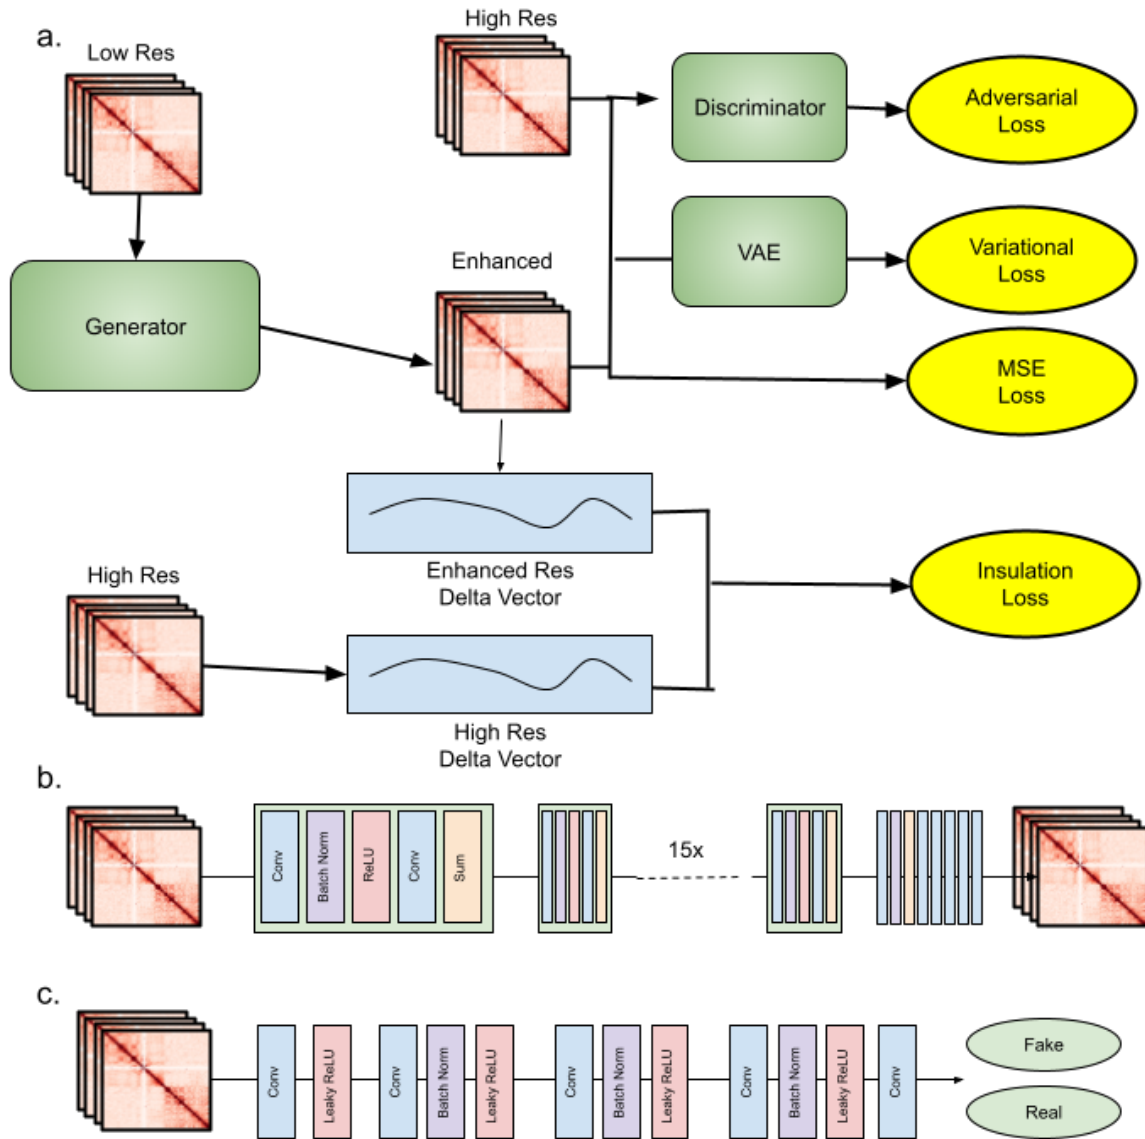 a.
Low Res
High Res
Discriminator
Adversarial
Loss
Generator
Enhanced
VAE
Variational
Loss
MSE
Loss
High Res
Enhanced Res
Delta Vector
High Res
Delta Vector
Insulation
Loss
b.
Conv
Batch Norm
ReLU
Conv
Sum
15x
c.
Conv
Leaky ReLU
Conv
Batch Norm
Leaky ReLU
Conv
Batch Norm
Leaky ReLU
Conv
Batch Norm
Leaky ReLU
Conv
Fake
Real